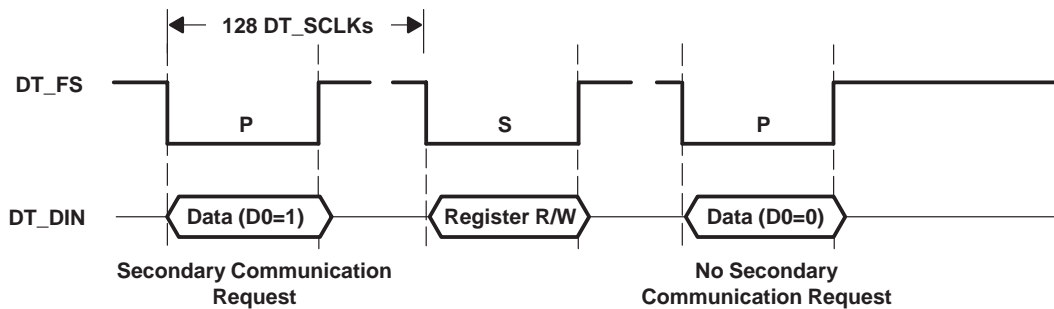 128 DT_SCLKs
DT_FS
P
S
P
DT_DIN
Data (D0=1)
Register R/W
Data (D0=0)
Secondary Communication
Request
No Secondary
Communication Request